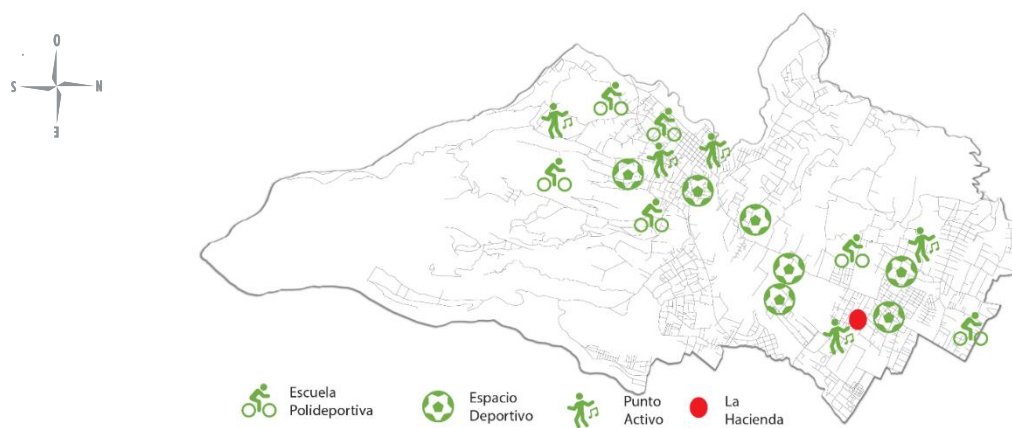 O
S
N
E
Escuela
Polideportiva
Espacio
Deportivo
Punto
Activo
La
Hacienda